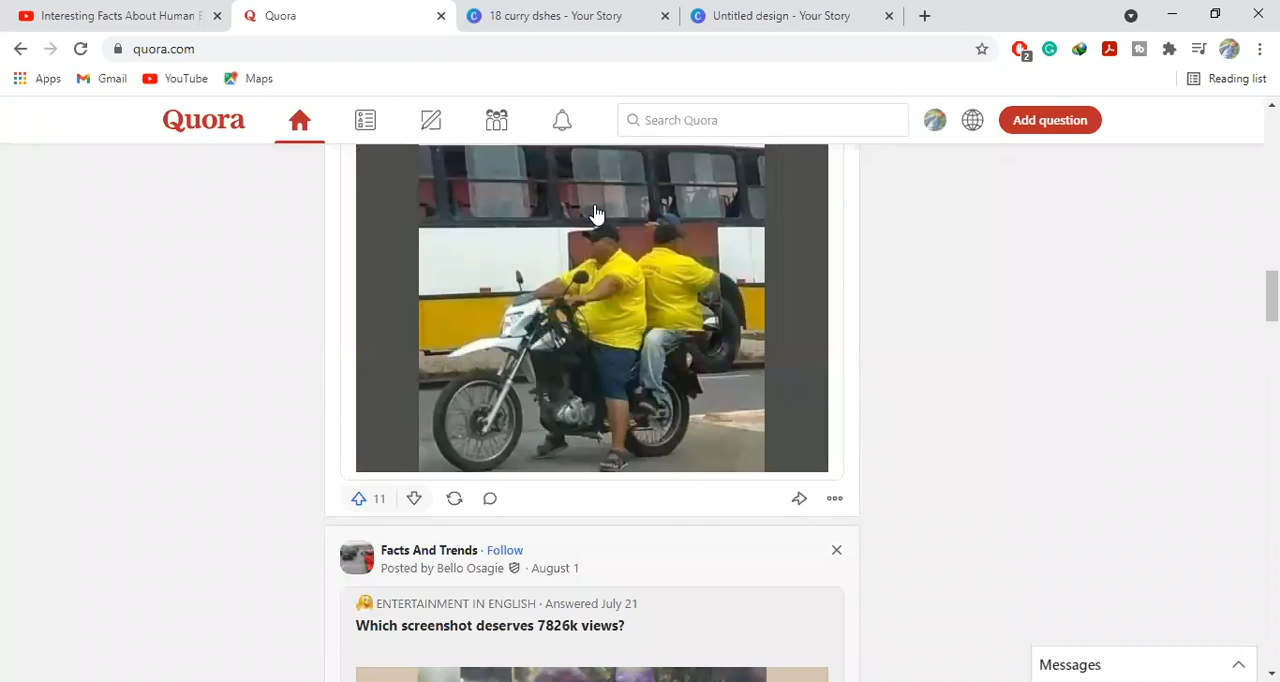 Interesting Facts About Human E
Quora
18 curry dshes - Your Story
Untitled design - Your Story
quora.com
2
Apps
Gmail
YouTube
Maps
Reading list
Quora
Search Quora
Add question
11
Facts And Trends · Follow
Posted by Bello Osagie · August 1
ENTERTAINMENT IN ENGLISH · Answered July 21
Which screenshot deserves 7826k views?
Messages